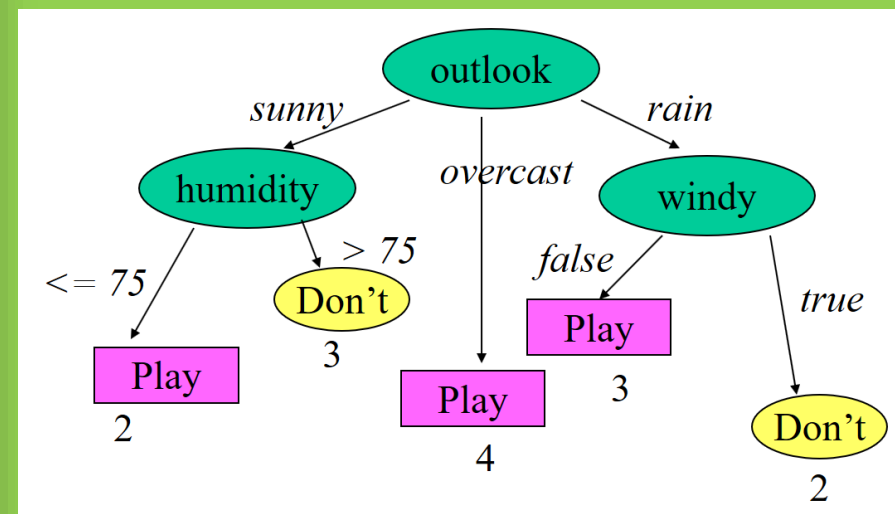 outlook
sunny
rain
overcast
humidity
windy
<= 75
> 75
false
true
Don’t
3
Play
2
Play
4
Play
3
Don’t
2